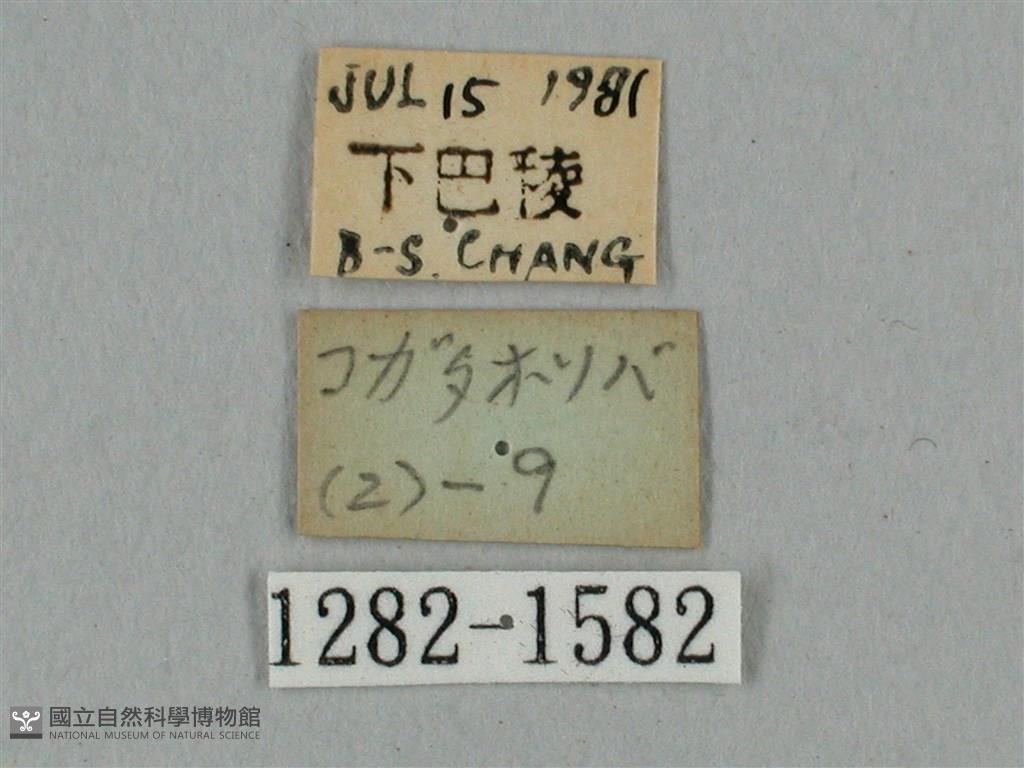 JUL 15 1981
下巴陵
B-S. CHANG
コガタホソバ
(2)-9
1282-1582
國立自然科學博物館
NATIONAL MUSEUM OF NATURAL SCIENCE